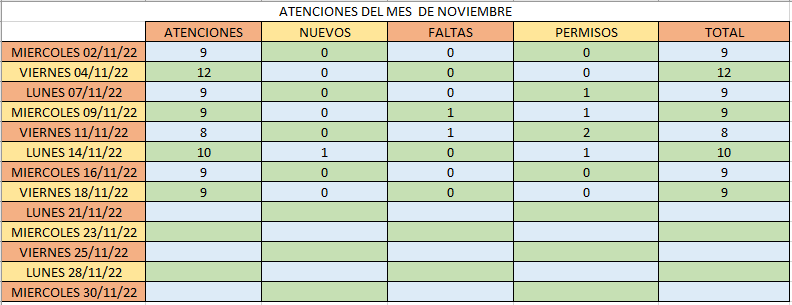 ATENCIONES DEL MES DE NOVIEMBRE
ATENCIONES NUEVOS FALTAS PERMISOS TOTAL
MIERCOLES 02/11/22 9 0 0 0 9
VIERNES 04/11/22 12 0 0 0 12
LUNES 07/11/22 9 0 0 1 9
MIERCOLES 09/11/22 9 0 1 1 9
VIERNES 11/11/22 8 0 1 2 8
LUNES 14/11/22 10 1 0 1 10
MIERCOLES 16/11/22 9 0 0 0 9
VIERNES 18/11/22 9 0 0 0 9
LUNES 21/11/22
MIERCOLES 23/11/22
VIERNES 25/11/22
LUNES 28/11/22
MIERCOLES 30/11/22